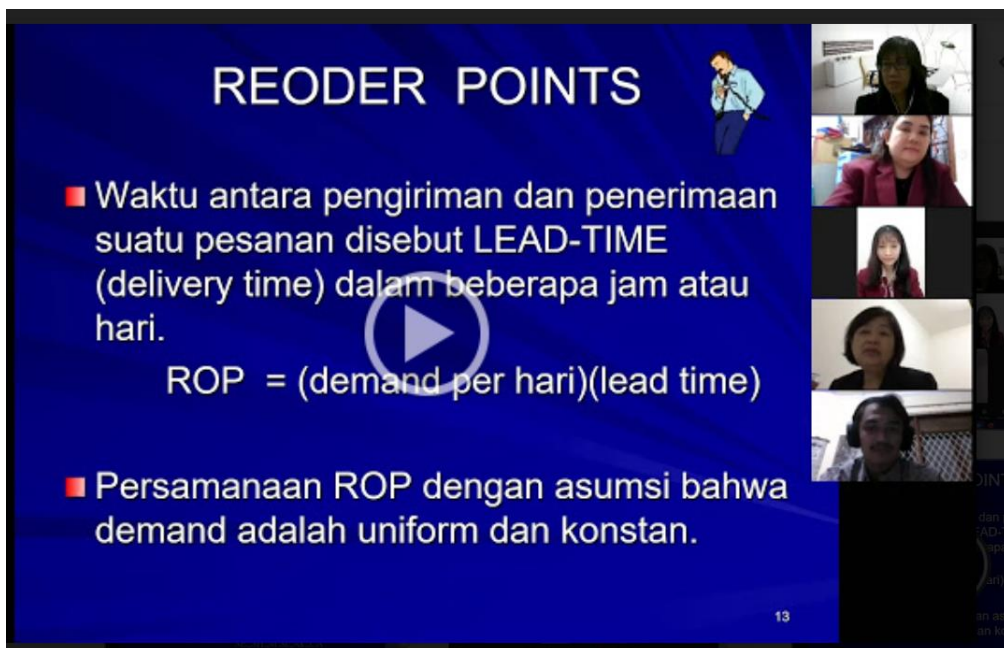 REODER POINTS
Waktu antara pengiriman dan penerimaan
suatu pesanan disebut LEAD-TIME
(delivery time) dalam beberapa jam atau
hari.
ROP = (demand per hari)(lead time)
Persamanaan ROP dengan asumsi bahwa
demand adalah uniform dan konstan.
13